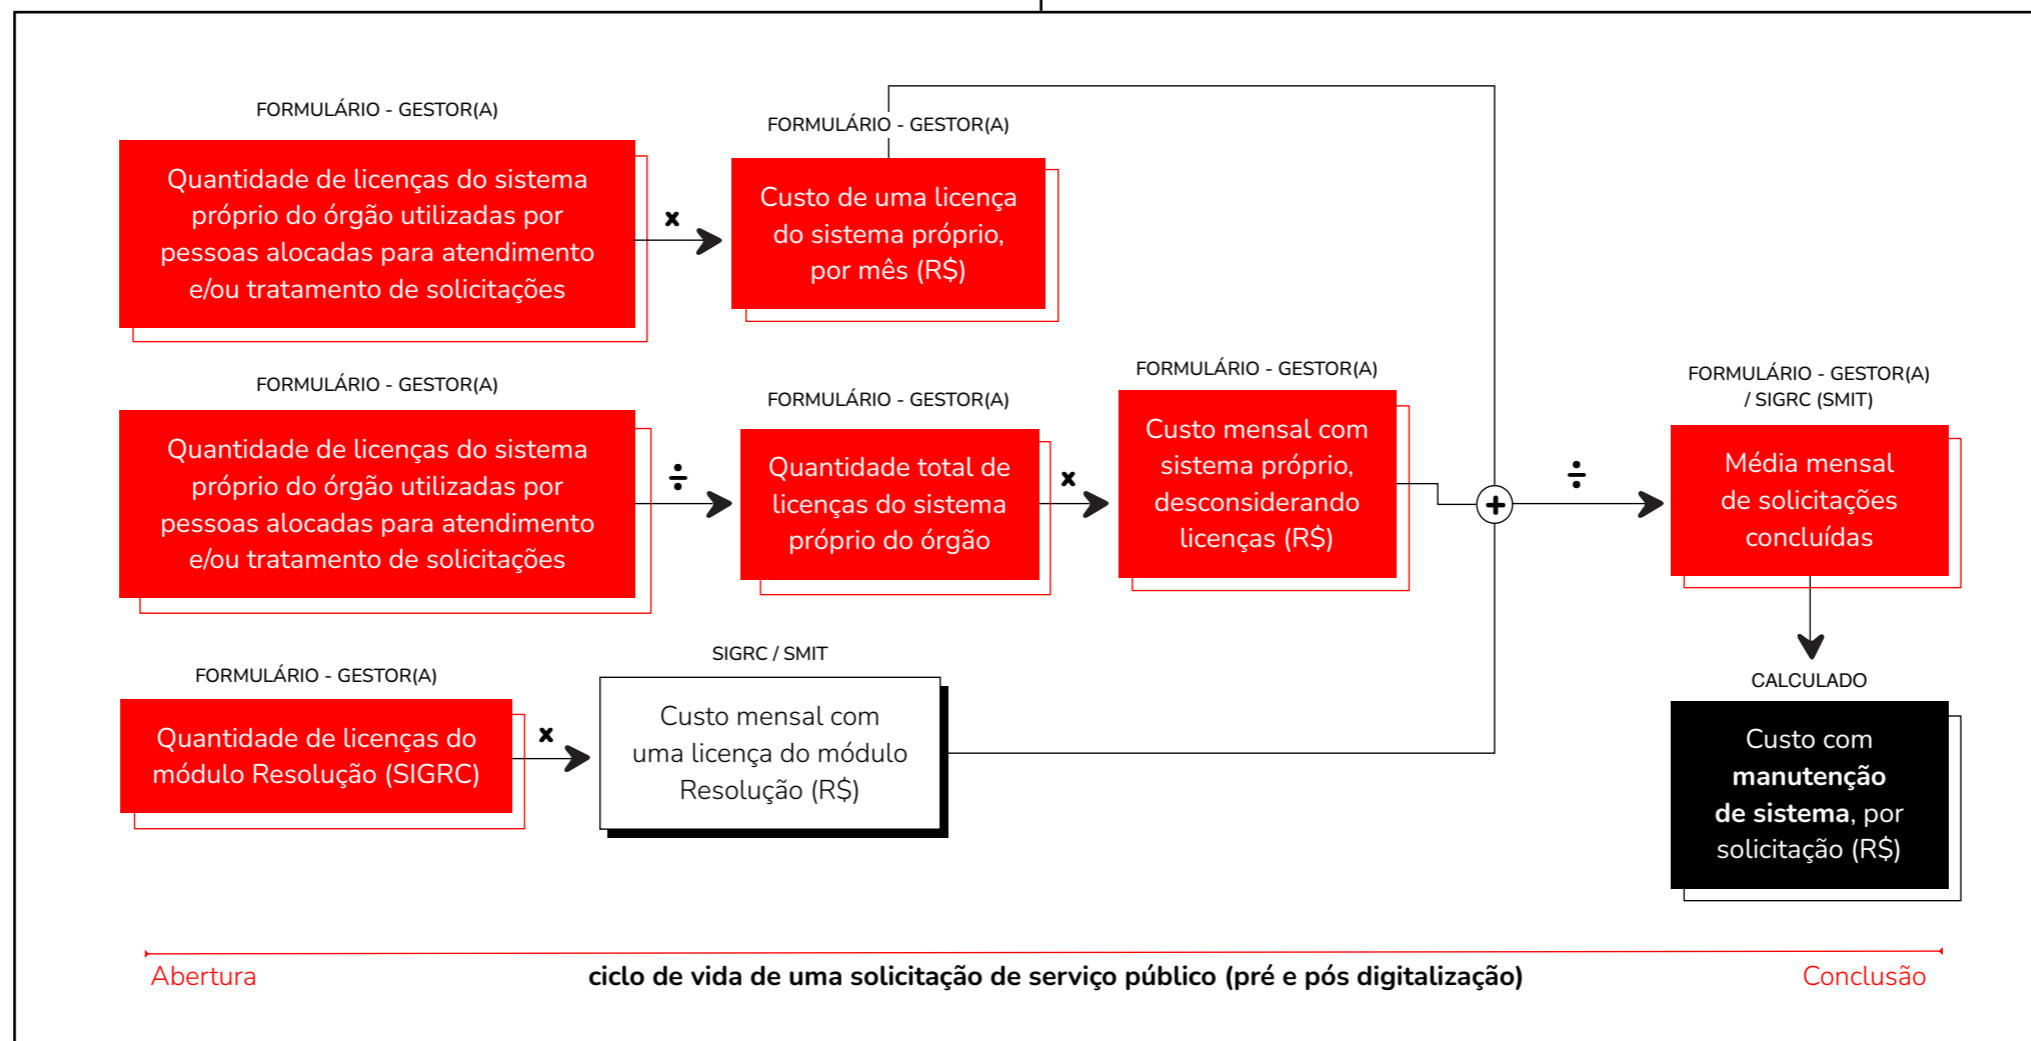 FORMULÁRIO - GESTOR(A)
Quantidade de licenças do sistema
próprio do órgão utilizadas por
pessoas alocadas para atendimento
e/ou tratamento de solicitações
x
FORMULÁRIO - GESTOR(A)
Custo de uma licença
do sistema próprio,
por mês (R$)
FORMULÁRIO - GESTOR(A)
Quantidade de licenças do sistema
próprio do órgão utilizadas por
pessoas alocadas para atendimento
e/ou tratamento de solicitações
÷
FORMULÁRIO - GESTOR(A)
Quantidade total de
licenças do sistema
próprio do órgão
x
FORMULÁRIO - GESTOR(A)
Custo mensal com
sistema próprio,
desconsiderando
licenças (R$)
+
÷
FORMULÁRIO - GESTOR(A)
/ SIGRC (SMIT)
Média mensal
de solicitações
concluídas
FORMULÁRIO - GESTOR(A)
Quantidade de licenças do
módulo Resolução (SIGRC)
x
SIGRC / SMIT
Custo mensal com
uma licença do módulo
Resolução (R$)
CALCULADO
Custo com
manutenção
de sistema, por
solicitação (R$)
Abertura
ciclo de vida de uma solicitação de serviço público (pré e pós digitalização)
Conclusão